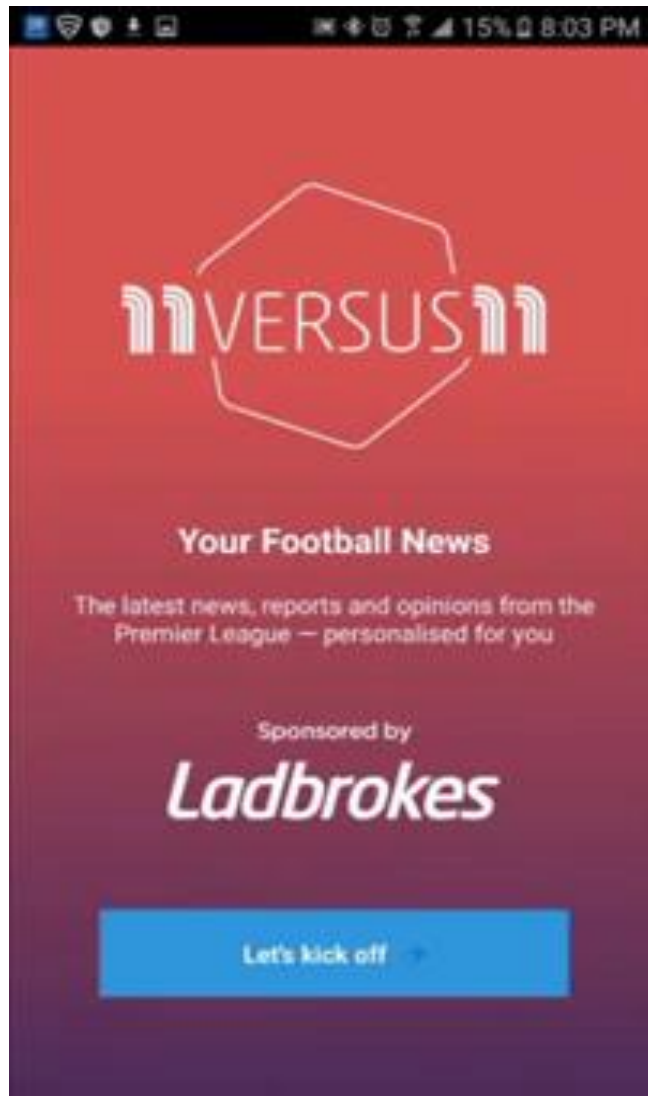 15% 8:03 PM
11VERSUS11
Your Football News
The latest news, reports and opinions from the
Premier League — personalised for you
Sponsored by
Ladbrokes
Let's kick off